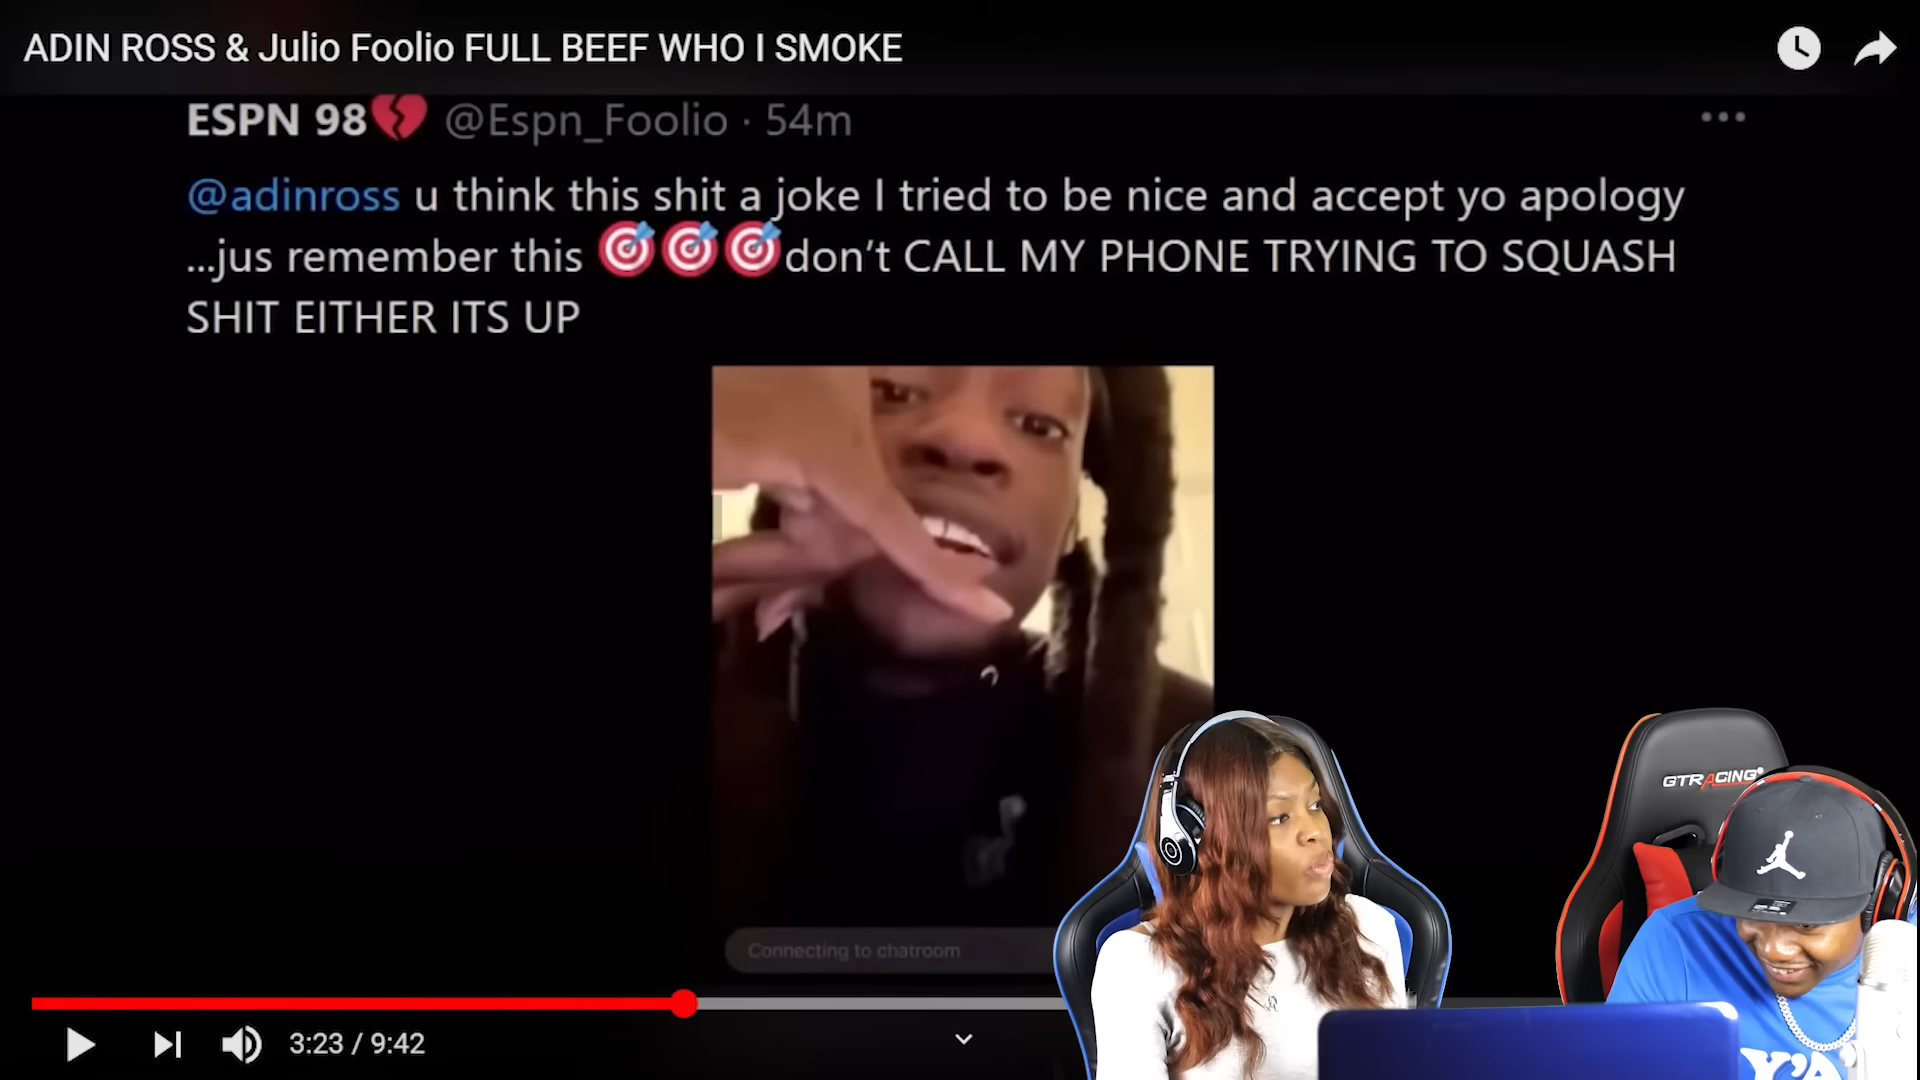 ADIN ROSS & Julio Foolio FULL BEEF WHO I SMOKE
ESPN 98💔 @Espn_Foolio · 54m
@adinross u think this shit a joke I tried to be nice and accept yo apology
...jus remember this 🎯🎯🎯don’t CALL MY PHONE TRYING TO SQUASH
SHIT EITHER ITS UP
GTRACING
Connecting to chatroom
3:23 / 9:42